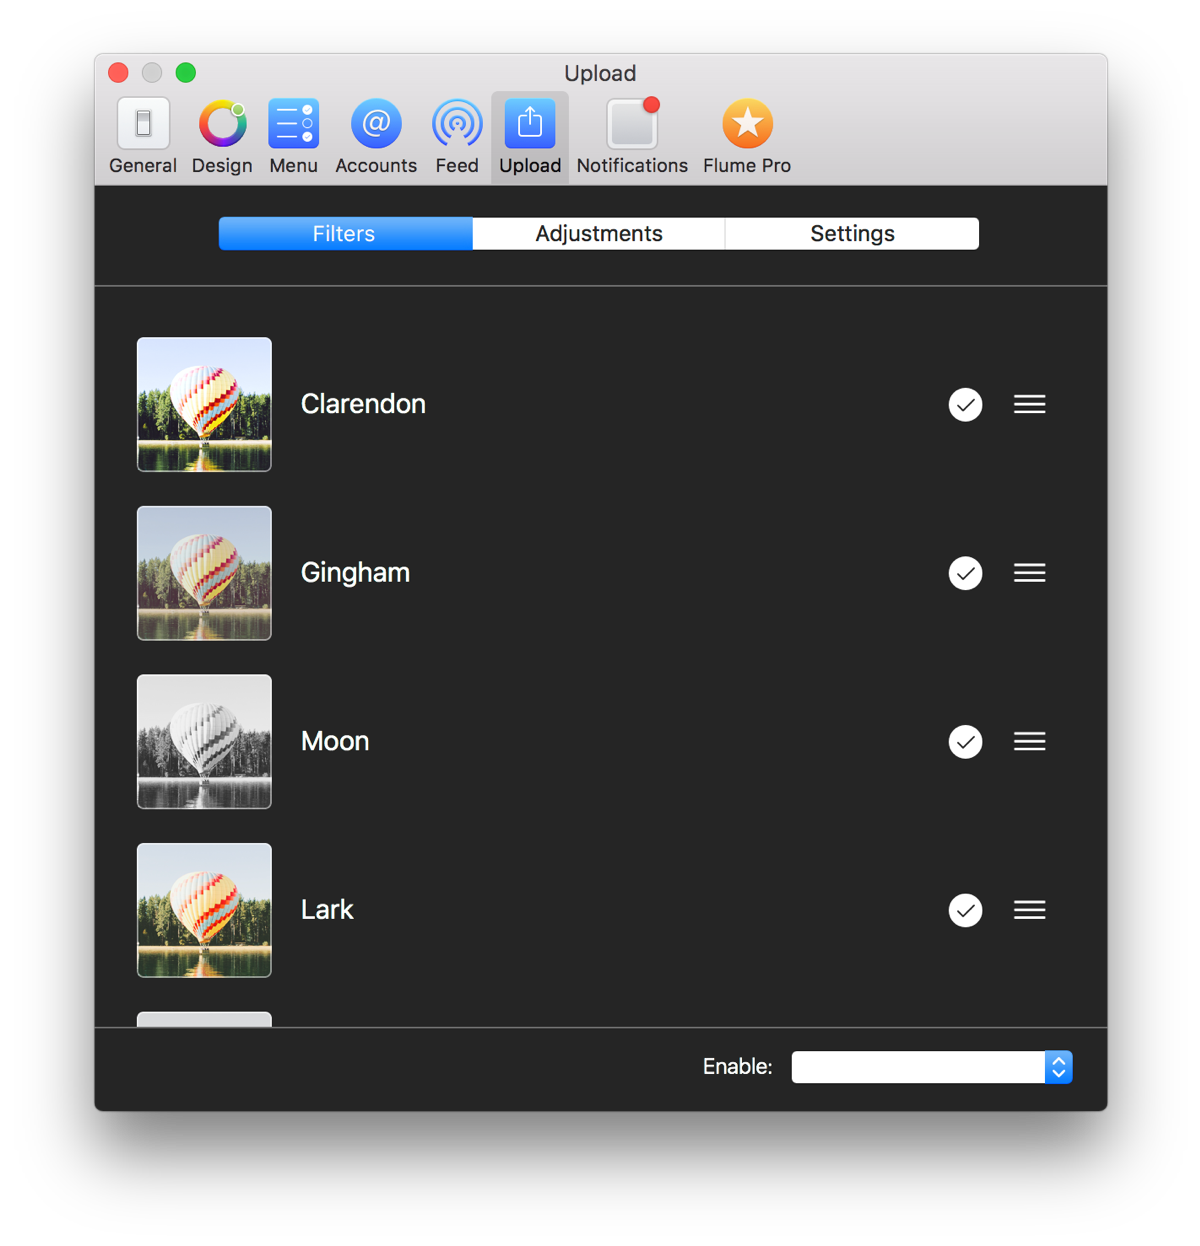 Upload
General Design Menu Accounts Feed Upload Notifications Flume Pro
Filters Adjustments Settings
Clarendon
Gingham
Moon
Lark
Enable: